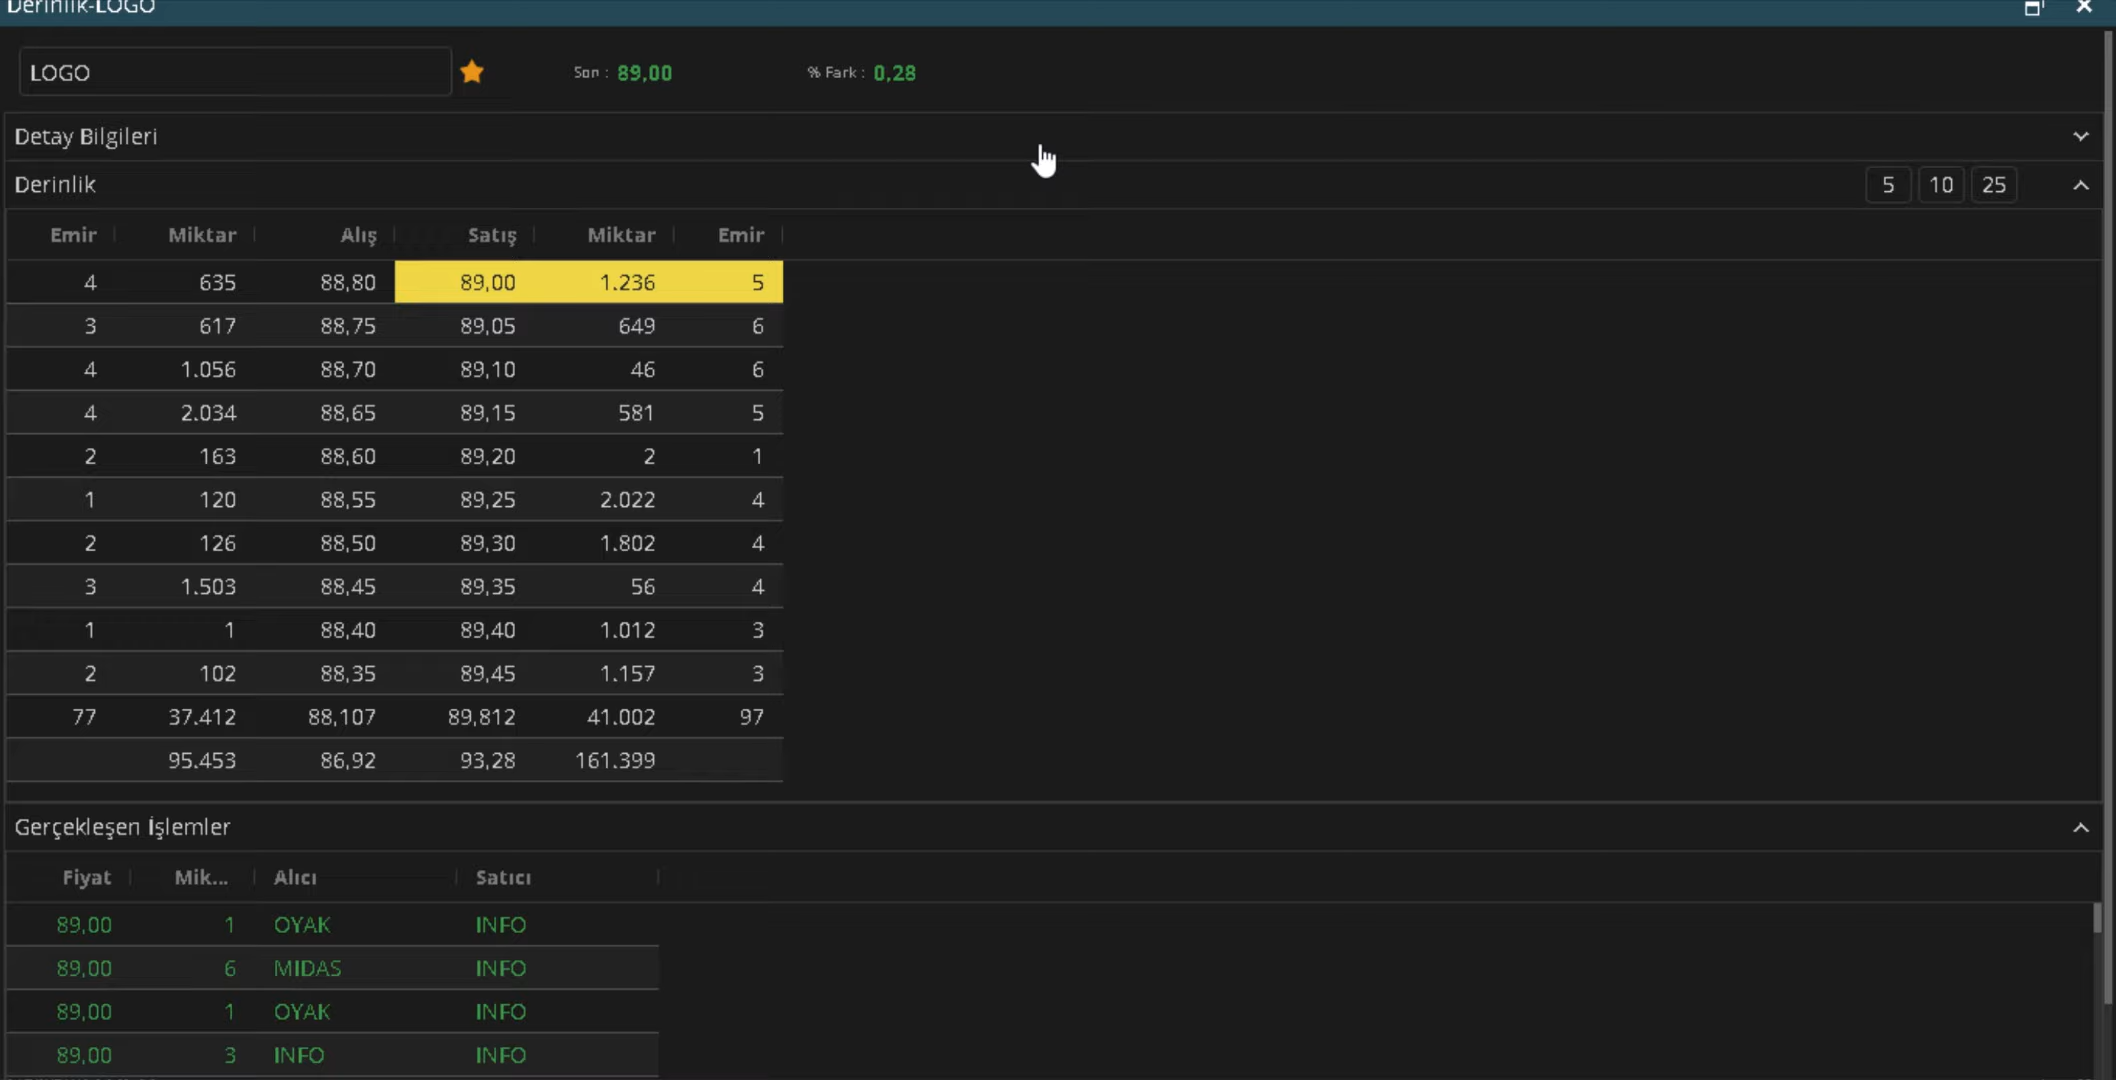 Derinlik-LOGO
LOGO Son : 89,00 % Fark : 0,28
Detay Bilgileri
Derinlik 5 10 25
Emir Miktar Alış Satış Miktar Emir
4 635 88,80 89,00 1.236 5
3 617 88,75 89,05 649 6
4 1.056 88,70 89,10 46 6
4 2.034 88,65 89,15 581 5
2 163 88,60 89,20 2 1
1 120 88,55 89,25 2.022 4
2 126 88,50 89,30 1.802 4
3 1.503 88,45 89,35 56 4
1 1 88,40 89,40 1.012 3
2 102 88,35 89,45 1.157 3
77 37.412 88,107 89,812 41.002 97
95.453 86,92 93,28 161.399
Gerçekleşen İşlemler
Fiyat Mik... Alıcı Satıcı
89,00 1 OYAK INFO
89,00 6 MIDAS INFO
89,00 1 OYAK INFO
89,00 3 INFO INFO